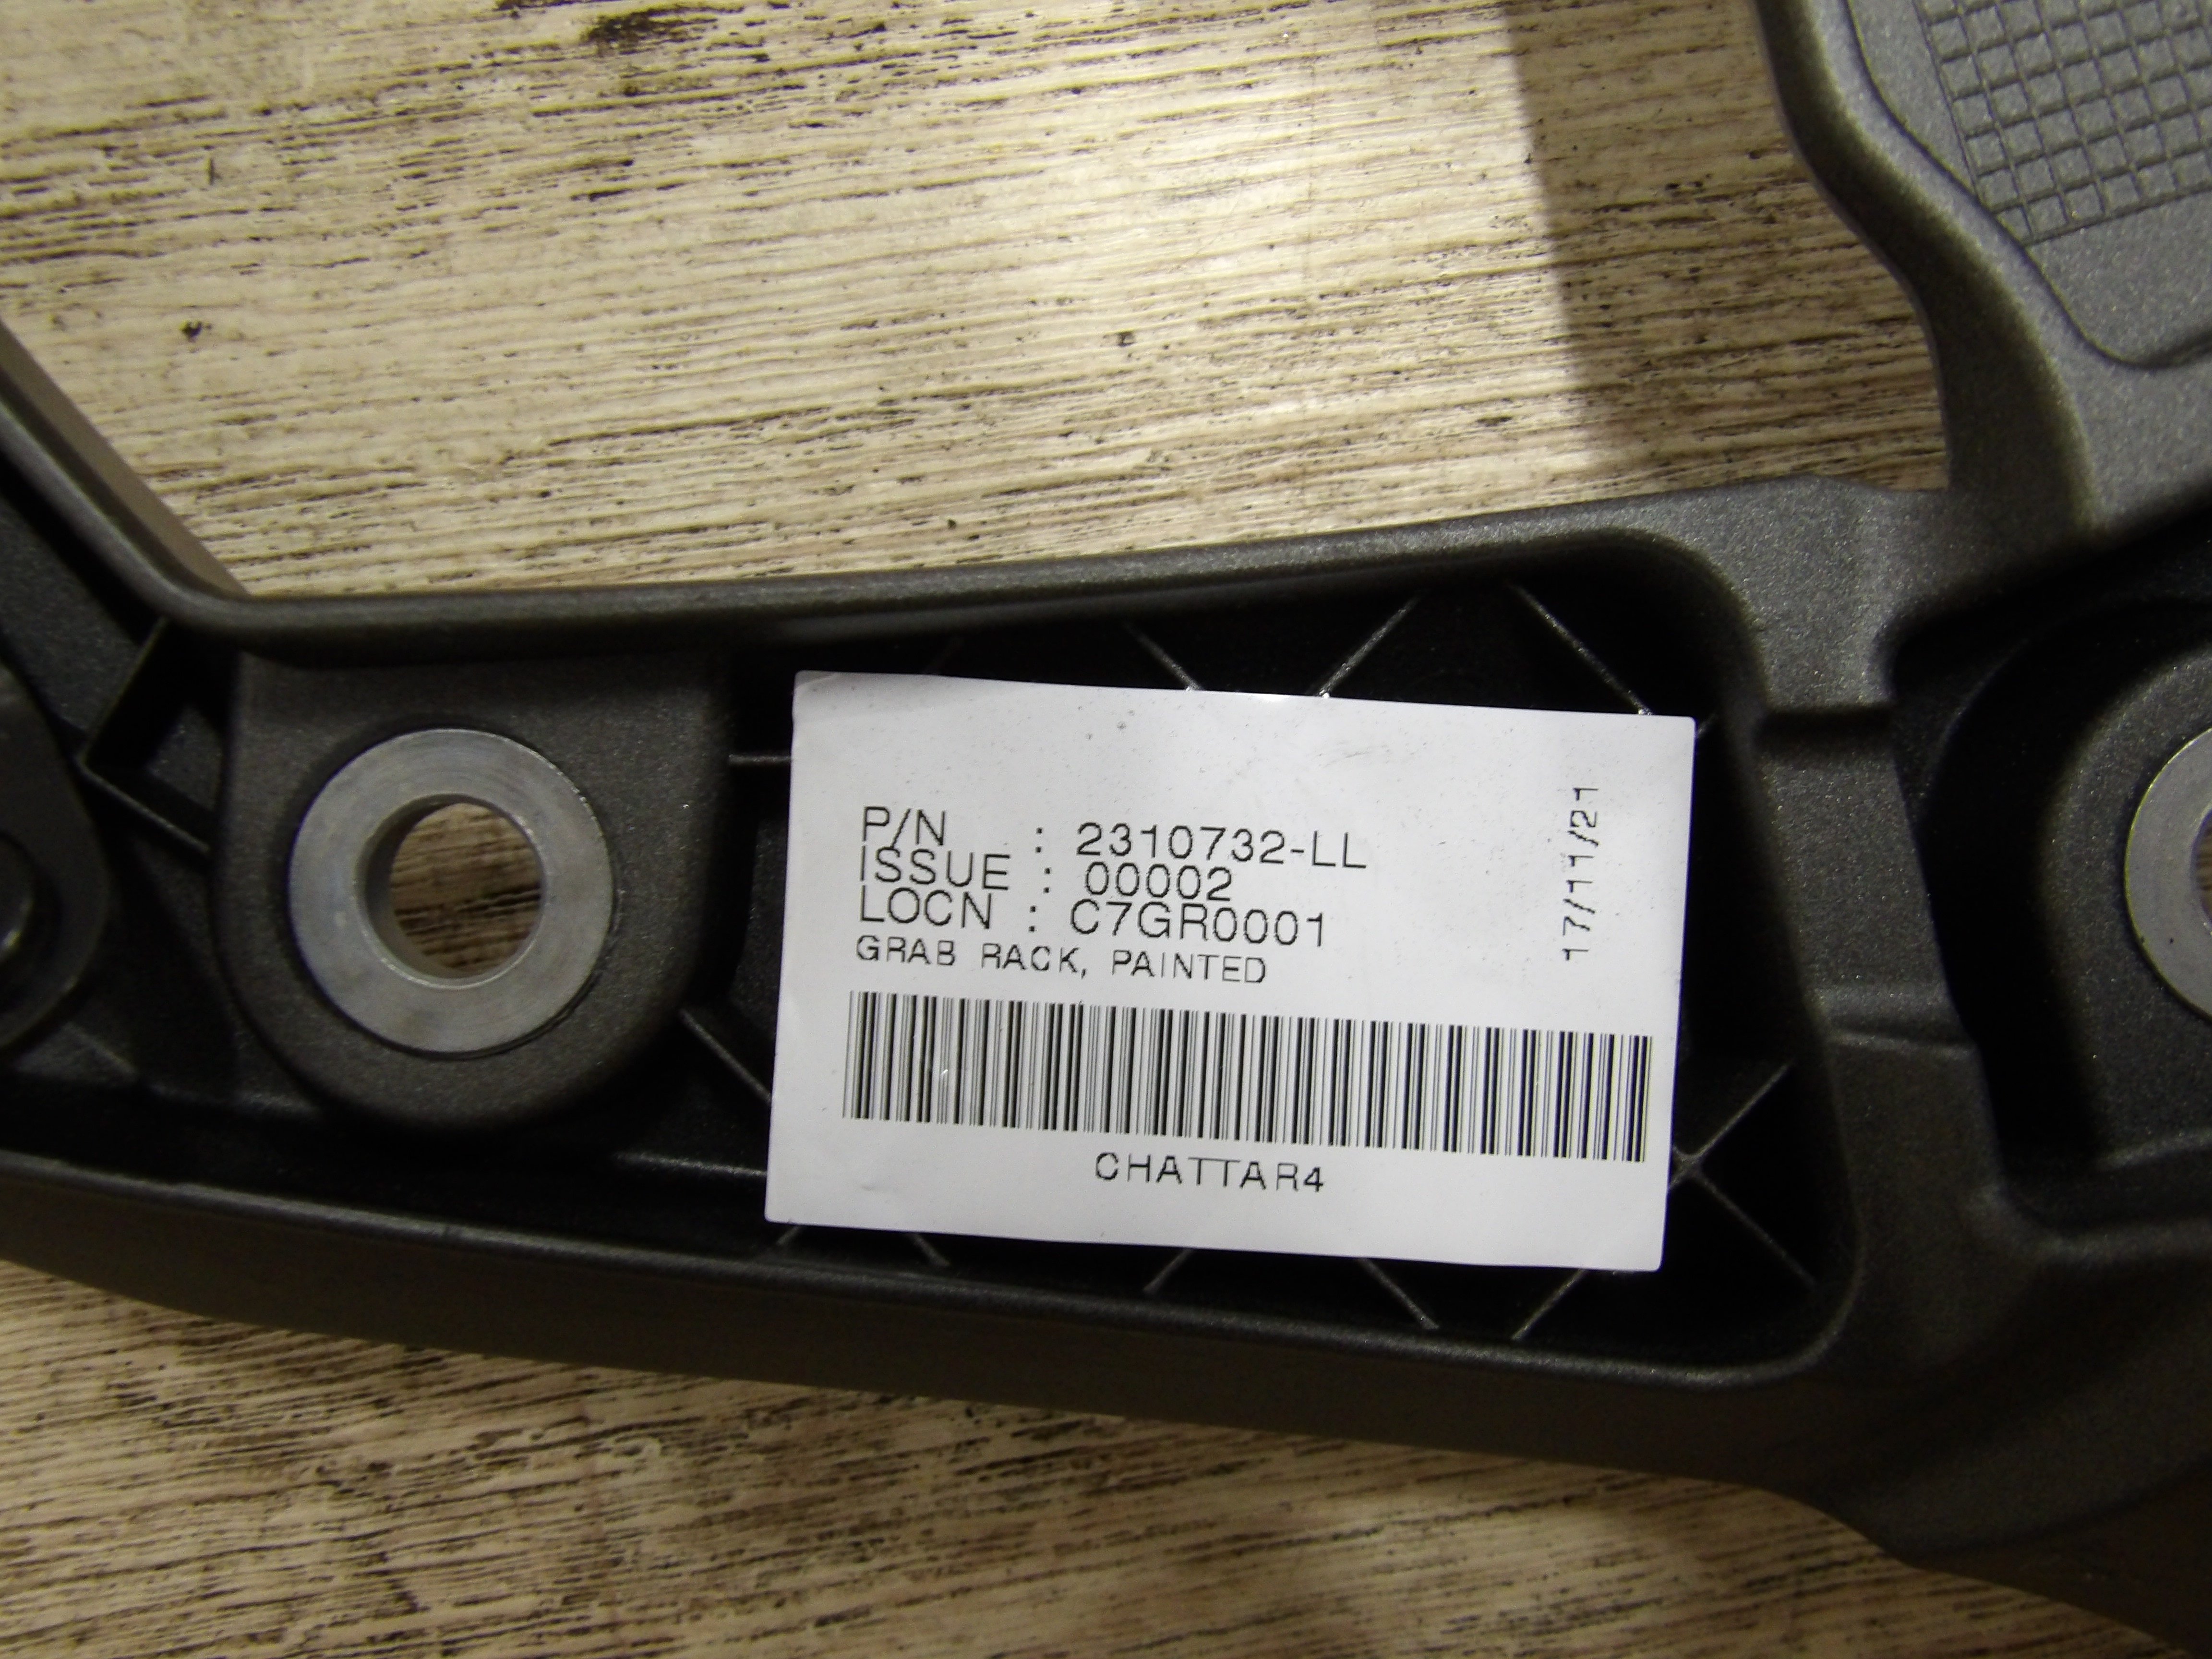 P/N : 2310732-LL
ISSUE : 00002
LOCN : C7GR0001
GRAB RACK, PAINTED
17/11/21
CHATTAR4